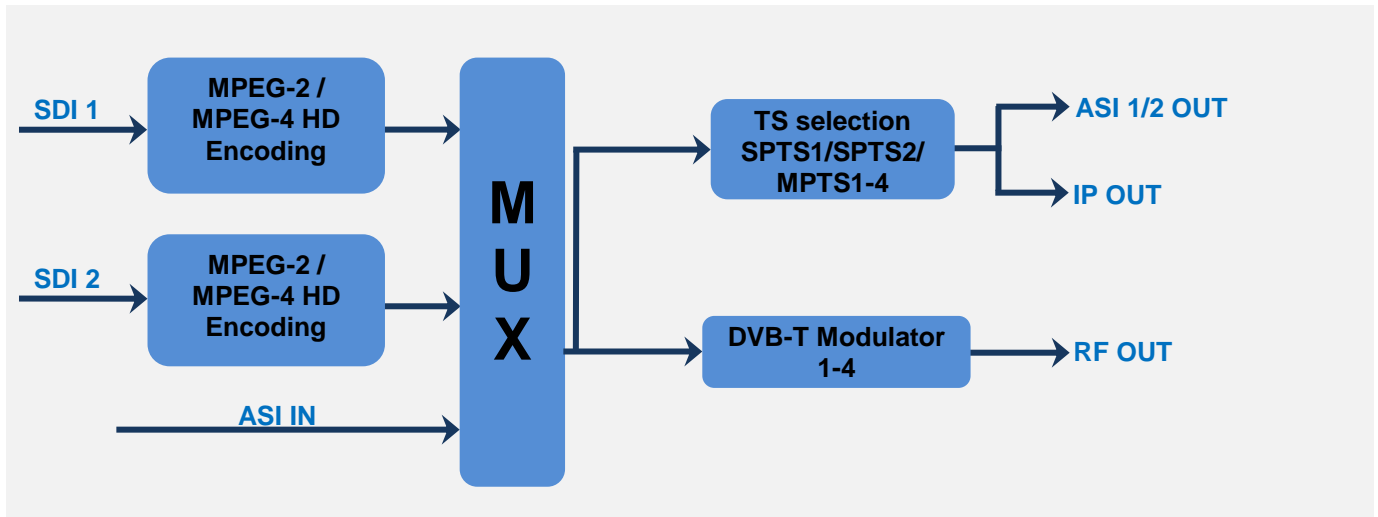 SDI 1
MPEG-2 /
MPEG-4 HD
Encoding
SDI 2
MPEG-2 /
MPEG-4 HD
Encoding
ASI IN
M
U
X
TS selection
SPTS1/SPTS2/
MPTS1-4
ASI 1/2 OUT
IP OUT
DVB-T Modulator
1-4
RF OUT